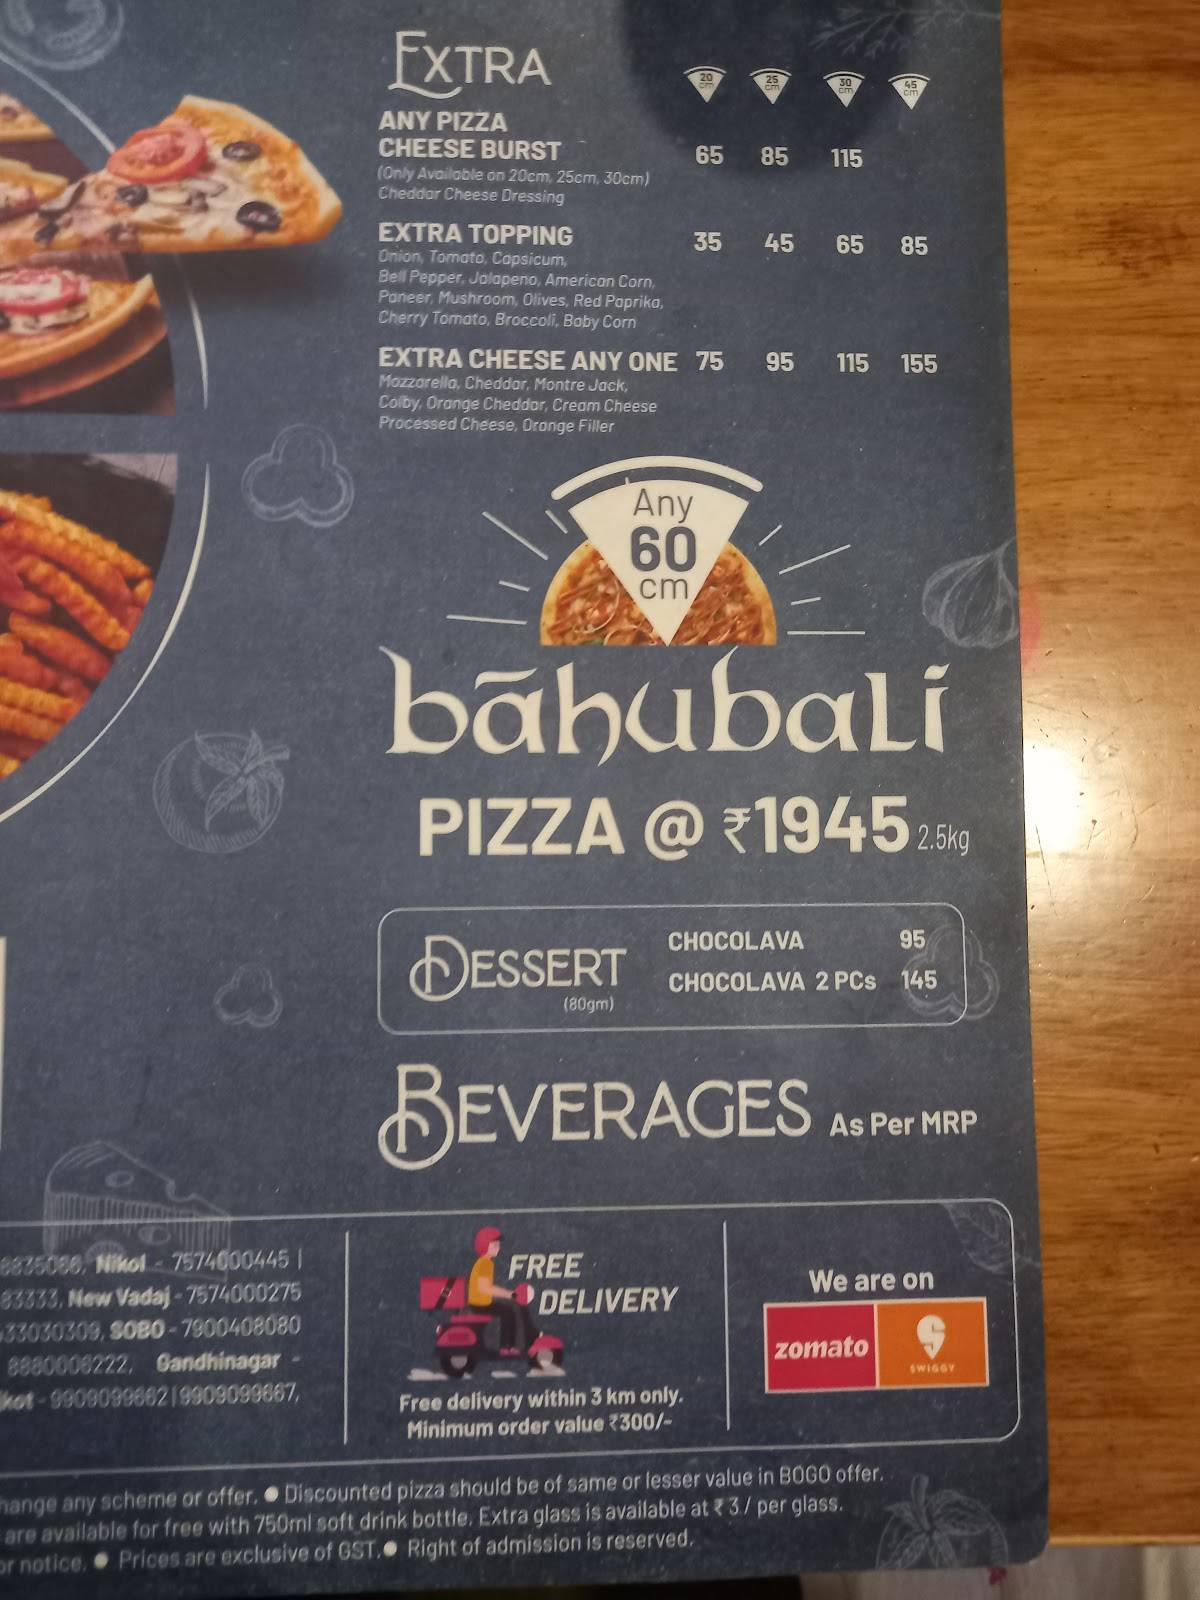 EXTRA
20 cm 25 cm 30 cm 45 cm
ANY PIZZA
CHEESE BURST 65 85 115
(Only Available on 20cm, 25cm, 30cm)
Cheddar Cheese Dressing
EXTRA TOPPING 35 45 65 85
Onion, Tomato, Capsicum,
Bell Pepper, Jalapeno, American Corn,
Paneer, Mushroom, Olives, Red Paprika,
Cherry Tomato, Broccoli, Baby Corn
EXTRA CHEESE ANY ONE 75 95 115 155
Mozzarella, Cheddar, Montre Jack,
Colby, Orange Cheddar, Cream Cheese
Processed Cheese, Orange Filler
Any
60
cm
bāhubali
PIZZA @ ₹1945 2.5kg
DESSERT
(80gm)
CHOCOLAVA 95
CHOCOLAVA 2 PCs 145
BEVERAGES As Per MRP
Nikol - 7574000445 |
83333, New Vadaj - 7574000275
33030309, SOBO - 7900408080
8880006222, Gandhinagar -
kot - 9909099662|9909099667,
FREE
DELIVERY
Free delivery within 3 km only.
Minimum order value ₹300/-
We are on
zomato
SWIGGY
hange any scheme or offer. ● Discounted pizza should be of same or lesser value in BOGO offer.
are available for free with 750ml soft drink bottle. Extra glass is available at ₹ 3 / per glass.
or notice. ● Prices are exclusive of GST. ● Right of admission is reserved.